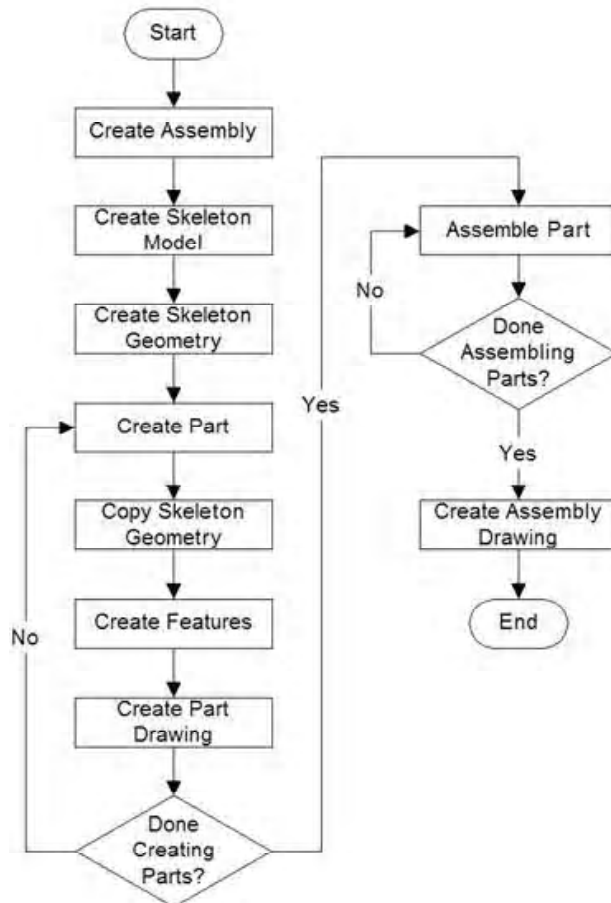 Start
Create Assembly
Create Skeleton
Model
Create Skeleton
Geometry
Create Part
Copy Skeleton
Geometry
Create Features
Create Part
Drawing
Done
Creating
Parts?
No
Yes
Assemble Part
No
Done
Assembling
Parts?
Yes
Create Assembly
Drawing
End